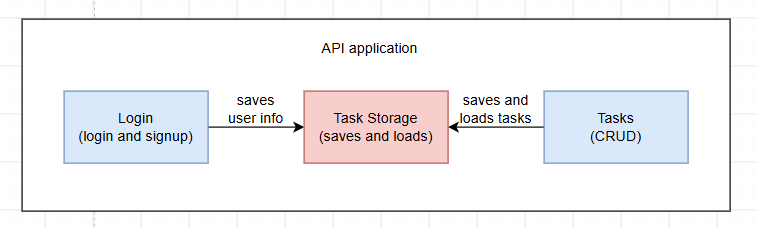 API application
Login
(login and signup)
saves
user info
Task Storage
(saves and loads)
saves and
loads tasks
Tasks
(CRUD)